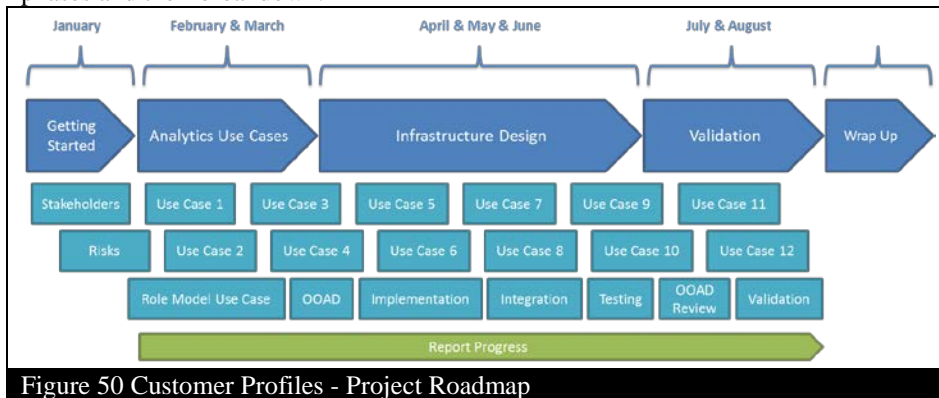 January February & March April & May & June July & August
Getting
Started
Analytics Use Cases
Infrastructure Design
Validation
Wrap Up
Stakeholders Use Case 1 Use Case 3 Use Case 5 Use Case 7 Use Case 9 Use Case 11
Risks Use Case 2 Use Case 4 Use Case 6 Use Case 8 Use Case 10 Use Case 12
Role Model Use Case OOAD Implementation Integration Testing
OOAD
Review
Validation
Report Progress
Figure 50 Customer Profiles - Project Roadmap